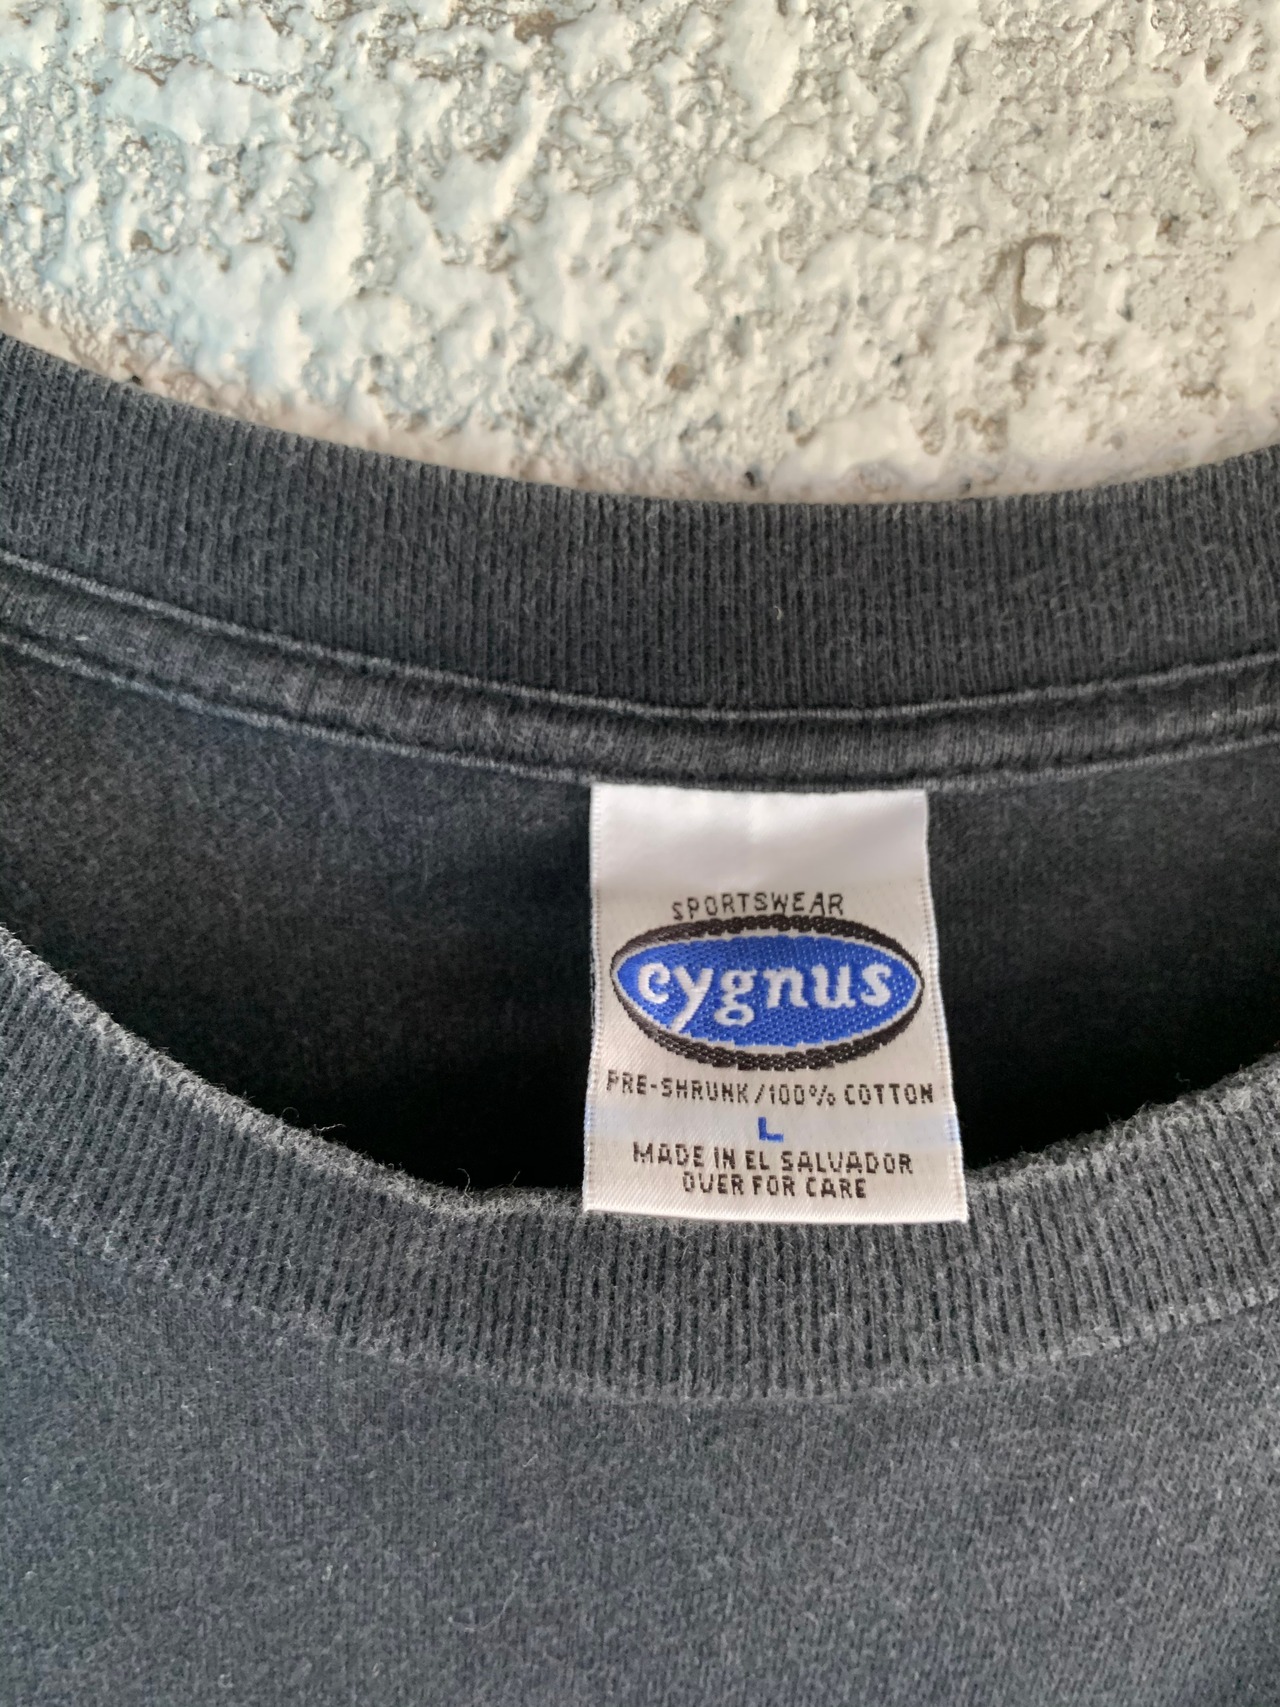 SPORTSWEAR
cygnus
PRE-SHRUNK/100% COTTON
L
MADE IN EL SALVADOR
OVER FOR CARE